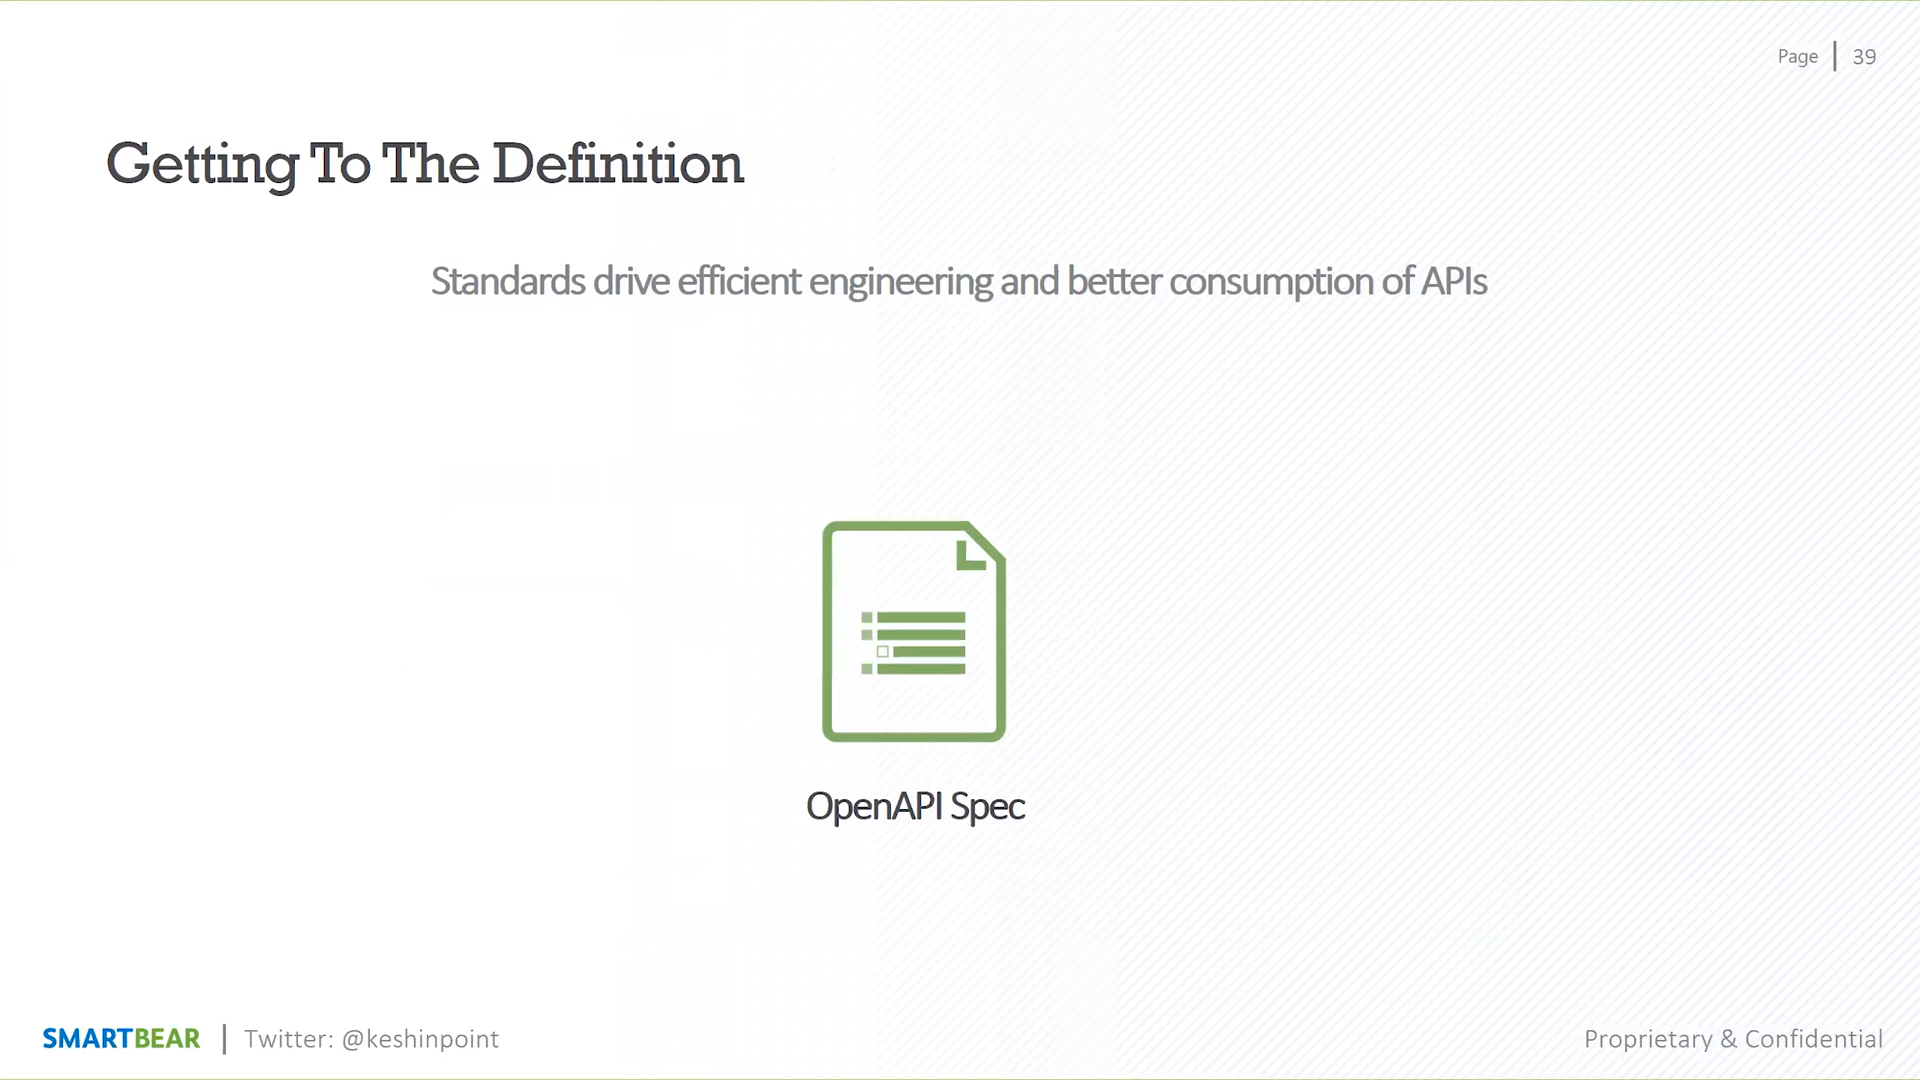 Page | 39
Getting To The Definition
Standards drive efficient engineering and better consumption of APIs
OpenAPI Spec
SMARTBEAR | Twitter: @keshinpoint
Proprietary & Confidential